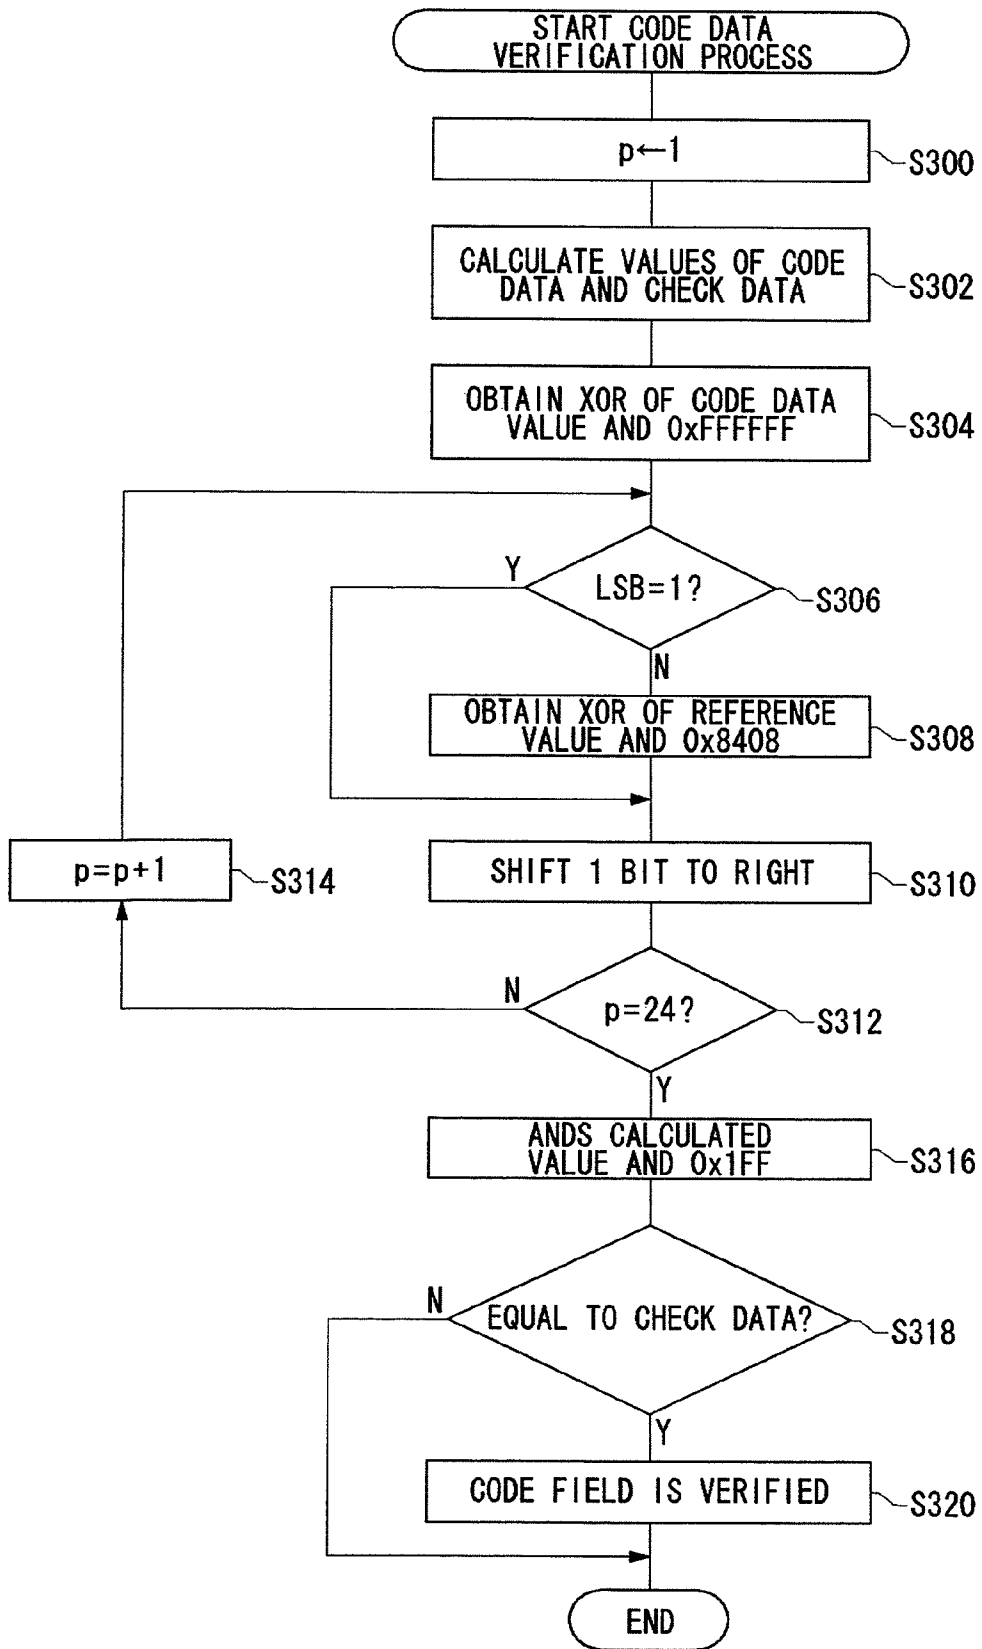 START CODE DATA
VERIFICATION PROCESS
p←1
S300
CALCULATE VALUES OF CODE
DATA AND CHECK DATA
S302
OBTAIN XOR OF CODE DATA
VALUE AND 0xFFFFFF
S304
Y
LSB=1?
S306
N
OBTAIN XOR OF REFERENCE
VALUE AND 0x8408
S308
p=p+1
S314
SHIFT 1 BIT TO RIGHT
S310
N
p=24?
S312
Y
ANDS CALCULATED
VALUE AND 0x1FF
S316
N
EQUAL TO CHECK DATA?
S318
Y
CODE FIELD IS VERIFIED
S320
END